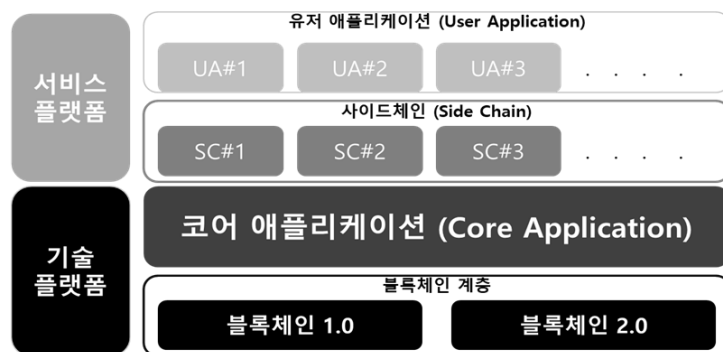 유저 애플리케이션 (User Application)
서비스
플랫폼
UA#1 UA#2 UA#3 . . . .
사이드체인 (Side Chain)
SC#1 SC#2 SC#3 . . . .
기술
플랫폼
코어 애플리케이션 (Core Application)
블록체인 계층
블록체인 1.0 블록체인 2.0